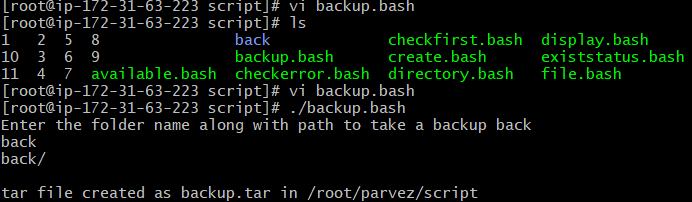 [root@ip-172-31-63-223 script]# vi backup.bash
[root@ip-172-31-63-223 script]# ls
1   2  5  8                 back             checkfirst.bash  display.bash
10  3  6  9                 backup.bash      create.bash      existstatus.bash
11  4  7  available.bash  checkerror.bash  directory.bash   file.bash
[root@ip-172-31-63-223 script]# vi backup.bash
[root@ip-172-31-63-223 script]# ./backup.bash
Enter the folder name along with path to take a backup back
back
back/
tar file created as backup.tar in /root/parvez/script